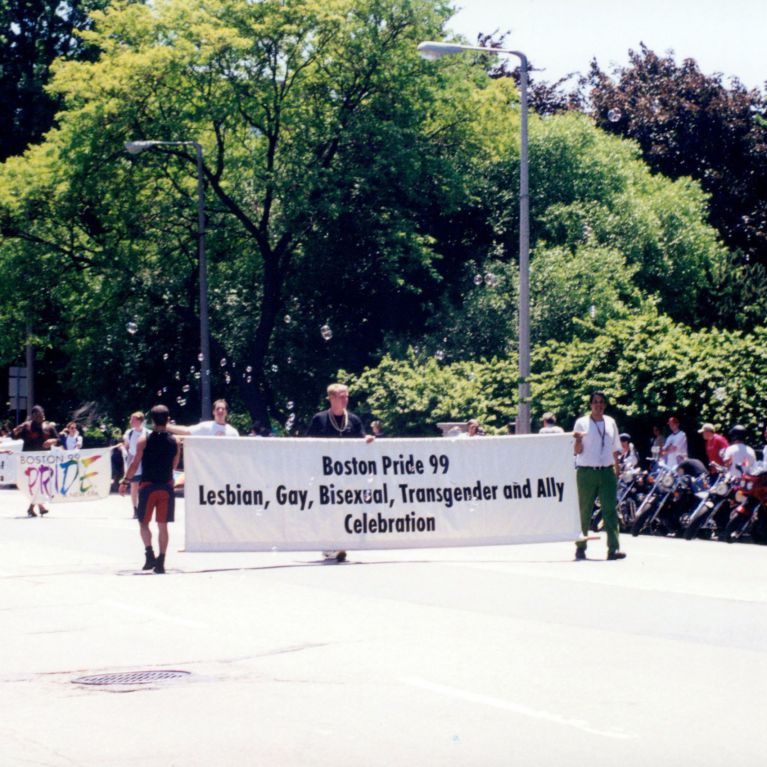 Boston Pride 99
Lesbian, Gay, Bisexual, Transgender and Ally
Celebration
BOSTON 99
PRIDE